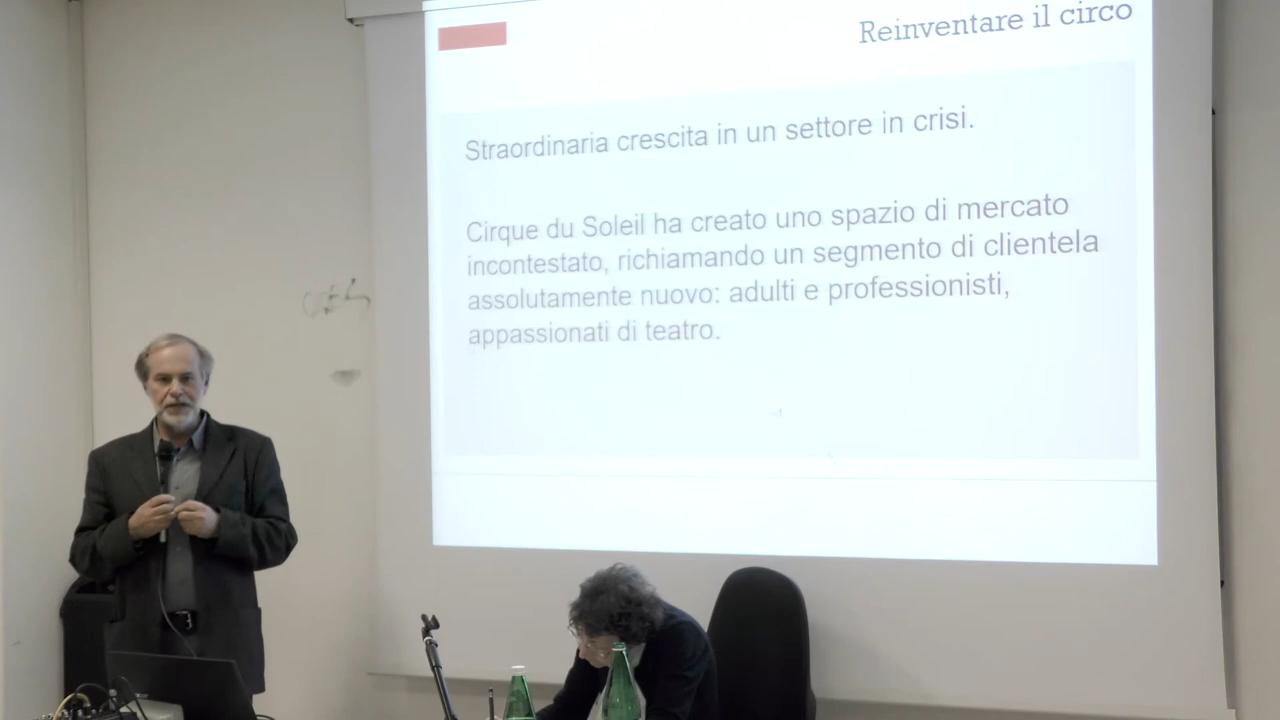 Reinventare il circo
Straordinaria crescita in un settore in crisi.
Cirque du Soleil ha creato uno spazio di mercato
incontestato, richiamando un segmento di clientela
assolutamente nuovo: adulti e professionisti,
appassionati di teatro.